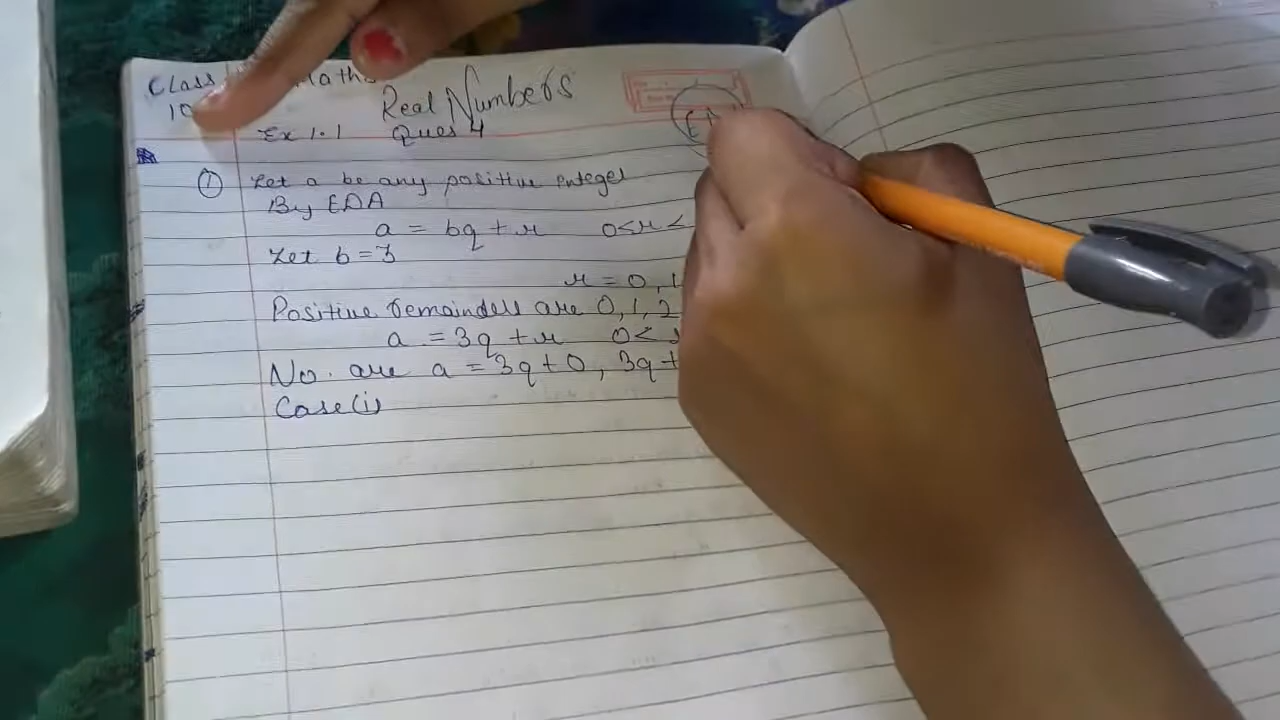 Class Maths
10
Real Numbers
Ex 1.1 Ques 4
① Let a be any positive integer
By EDA
a = bq + r 0<r<
Let b = 3
r = 0, 1
Positive remainders are 0, 1, 2
a = 3q + r 0<
No. are a = 3q + 0, 3q +
Case (i)